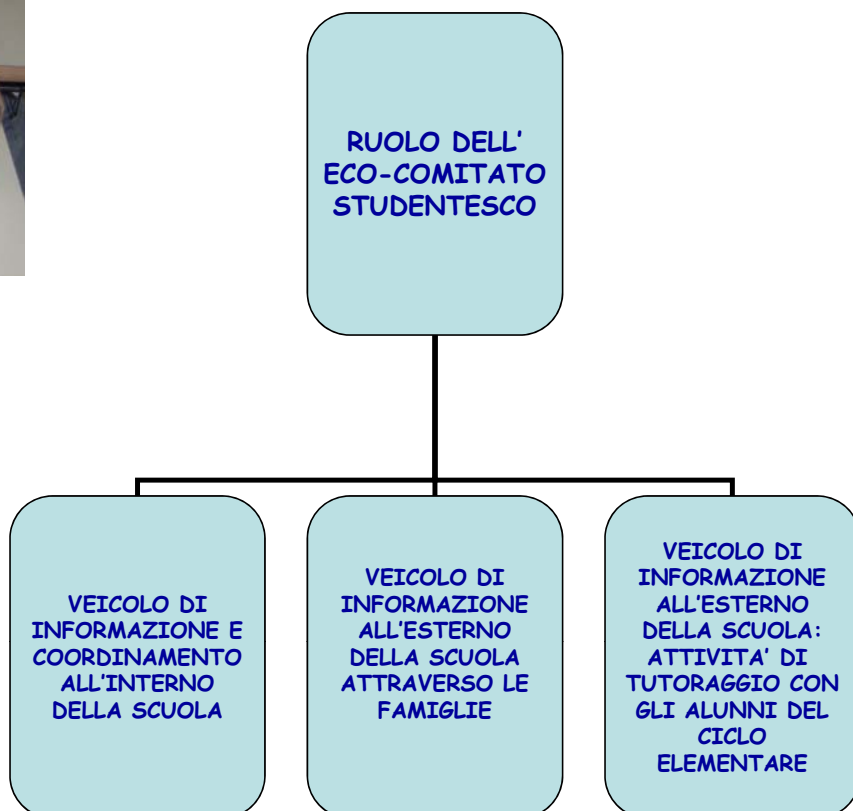 RUOLO DELL'
ECO-COMITATO
STUDENTESCO
VEICOLO DI
INFORMAZIONE E
COORDINAMENTO
ALL'INTERNO
DELLA SCUOLA
VEICOLO DI
INFORMAZIONE
ALL'ESTERNO
DELLA SCUOLA
ATTRAVERSO LE
FAMIGLIE
VEICOLO DI
INFORMAZIONE
ALL'ESTERNO
DELLA SCUOLA:
ATTIVITA' DI
TUTORAGGIO CON
GLI ALUNNI DEL
CICLO
ELEMENTARE